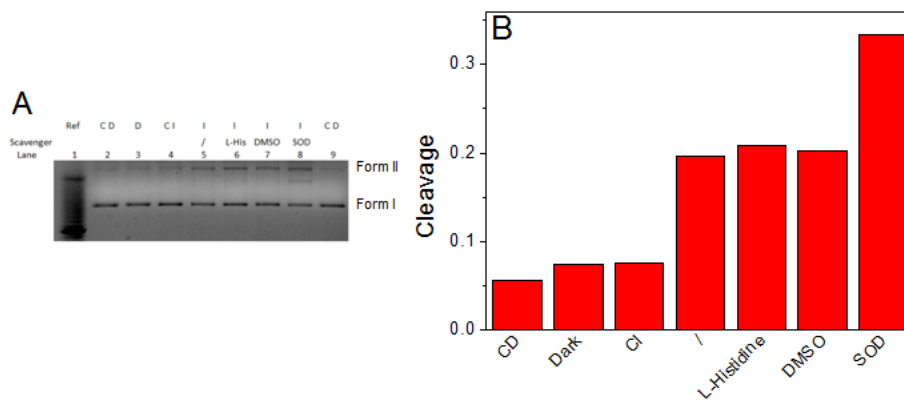 A
Ref C D D C I I I I I C D
Scavenger / L-His DMSO SOD
Lane 1 2 3 4 5 6 7 8 9
Form II
Form I
B
Cleavage
0.3
0.2
0.1
0.0
CD Dark CI / L-Histidine DMSO SOD